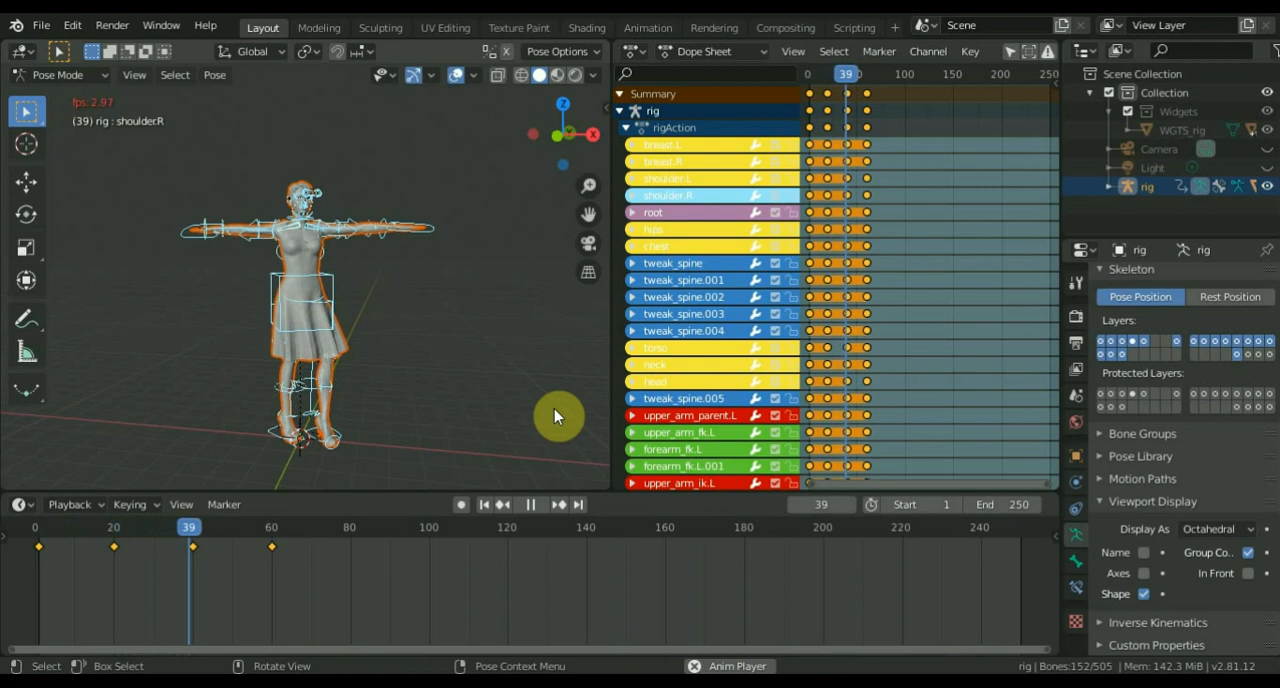 File Edit Render Window Help Layout Modeling Sculpting UV Editing Texture Paint Shading Animation Rendering Compositing Scripting + Scene View Layer
Global Pose Options Dope Sheet View Select Marker Channel Key
Pose Mode View Select Pose 0 39 100 150 200 250
Scene Collection
Collection
Widgets
WGTS_rig
Camera
Light
rig
fps: 2.97
(39) rig : shoulder.R
Z
X
Summary
rig
rigAction
breast.L
breast.R
shoulder.L
shoulder.R
root
hips
chest
tweak_spine
tweak_spine.001
tweak_spine.002
tweak_spine.003
tweak_spine.004
torso
neck
head
tweak_spine.005
upper_arm_parent.L
upper_arm_fk.L
forearm_fk.L
forearm_fk.L.001
upper_arm_ik.L
rig rig
Skeleton
Pose Position Rest Position
Layers:
Protected Layers:
Bone Groups
Pose Library
Motion Paths
Viewport Display
Display As Octahedral
Name Group Co..
Axes In Front
Shape
Inverse Kinematics
Custom Properties
Playback Keying View Marker 39 Start 1 End 250
0 20 39 60 80 100 120 140 160 180 200 220 240
Select Box Select Rotate View Pose Context Menu Anim Player rig | Bones:152/505 | Mem: 142.3 MiB | v2.81.12